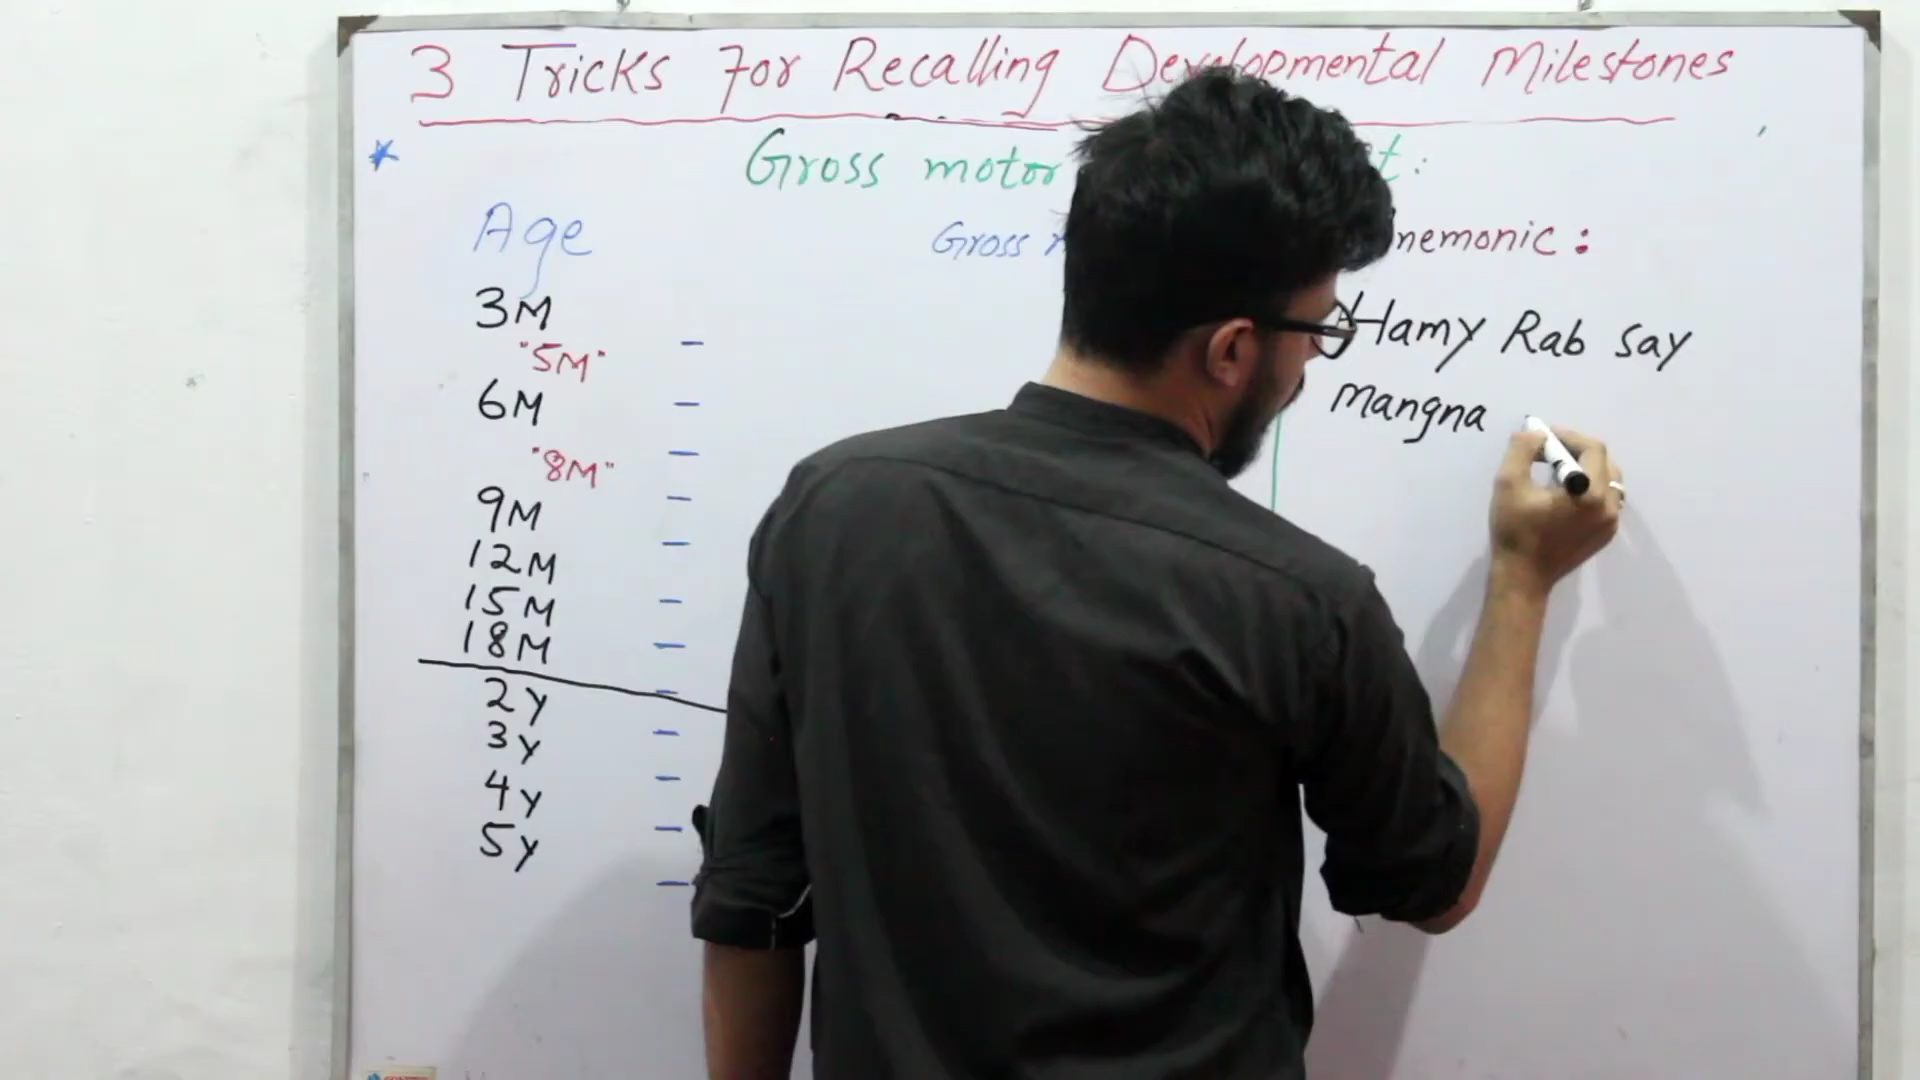 3 Tricks for Recalling Developmental Milestones
Gross motor
Age
Gross
nemonic :
3M
"5M"
6M
"8M"
9M
12M
15M
18M
2y
3y
4y
5y
Hamy Rab say
mangna